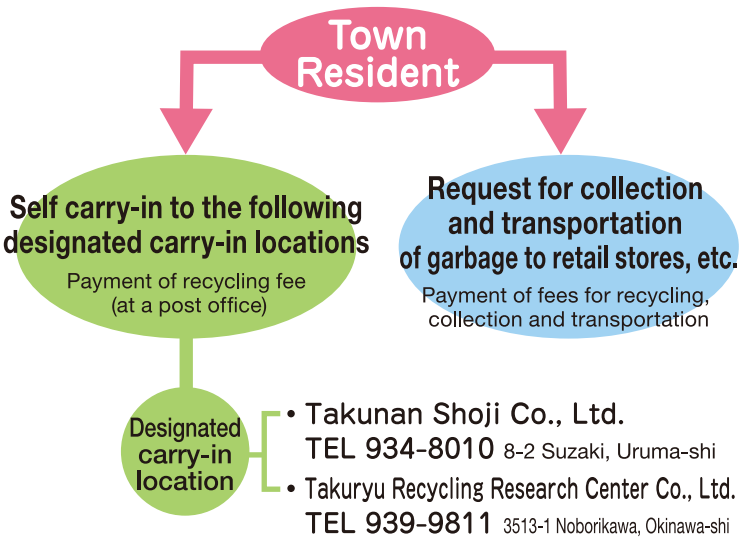 Town
Resident
Self carry-in to the following
designated carry-in locations
Payment of recycling fee
(at a post office)
Request for collection
and transportation
of garbage to retail stores, etc.
Payment of fees for recycling,
collection and transportation
Designated
carry-in
location
• Takunan Shoji Co., Ltd.
TEL 934-8010 8-2 Suzaki, Uruma-shi
• Takuryu Recycling Research Center Co., Ltd.
TEL 939-9811 3513-1 Noborikawa, Okinawa-shi